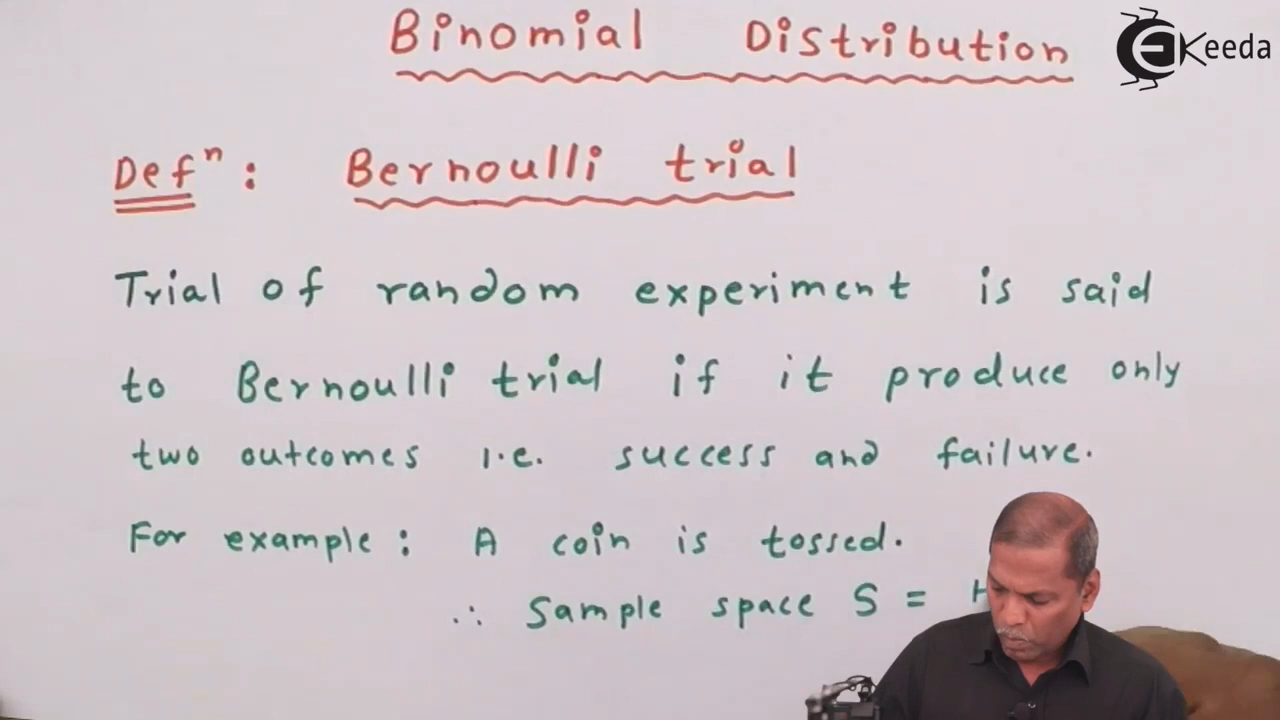 Binomial Distribution
EKeeda
Defⁿ : Bernoulli trial
Trial of random experiment is said
to Bernoulli trial if it produce only
two outcomes i.e. success and failure.
For example : A coin is tossed.
∴ Sample space S =